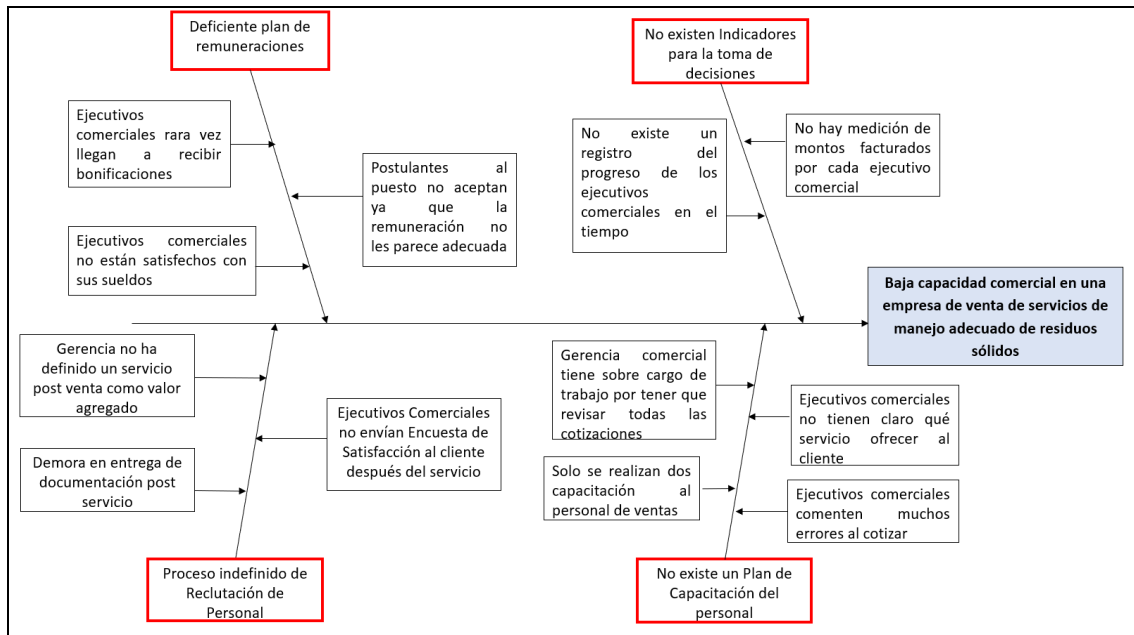 Deficiente plan de
remuneraciones
No existen Indicadores
para la toma de
decisiones
Ejecutivos
comerciales rara vez
llegan a recibir
bonificaciones
Postulantes al
puesto no aceptan
ya que la
remuneración no
les parece adecuada
Ejecutivos comerciales
no están satisfechos con
sus sueldos
No existe un
registro del
progreso de los
ejecutivos
comerciales en el
tiempo
No hay medición de
montos facturados
por cada ejecutivo
comercial
Baja capacidad comercial en una
empresa de venta de servicios de
manejo adecuado de residuos
sólidos
Gerencia no ha
definido un servicio
post venta como valor
agregado
Ejecutivos Comerciales
no envían Encuesta de
Satisfacción al cliente
después del servicio
Demora en entrega de
documentación post
servicio
Gerencia comercial
tiene sobre cargo de
trabajo por tener que
revisar todas las
cotizaciones
Ejecutivos comerciales
no tienen claro qué
servicio ofrecer al
cliente
Solo se realizan dos
capacitación al
personal de ventas
Ejecutivos comerciales
comenten muchos
errores al cotizar
Proceso indefinido de
Reclutación de
Personal
No existe un Plan de
Capacitación del
personal